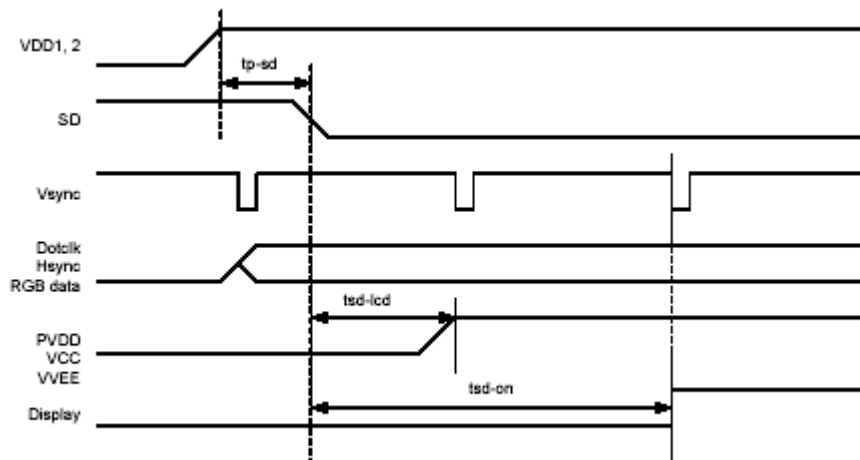 VDD1, 2
tp-sd
SD
Vsync
Dotclk
Hsync
RGB data
tsd-lcd
PVDD
VCC
VVEE
tsd-on
Display